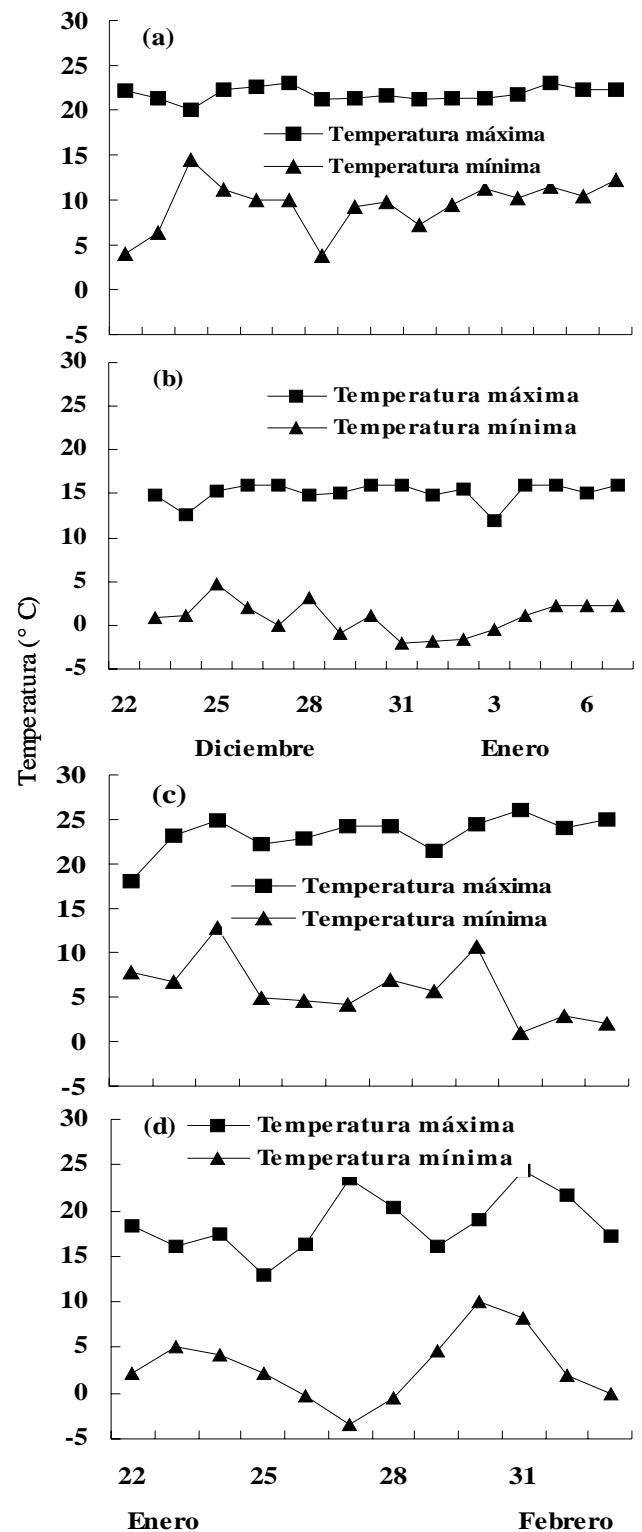 (a)
30
25
20
15
10
5
0
-5
Temperatura máxima
Temperatura mínima
(b)
30
25
20
15
10
5
0
-5
Temperatura máxima
Temperatura mínima
22 25 28 31 3 6
Diciembre Enero
Temperatura (° C)
(c)
30
25
20
15
10
5
0
-5
Temperatura máxima
Temperatura mínima
(d)
30
25
20
15
10
5
0
-5
Temperatura máxima
Temperatura mínima
22 25 28 31
Enero Febrero